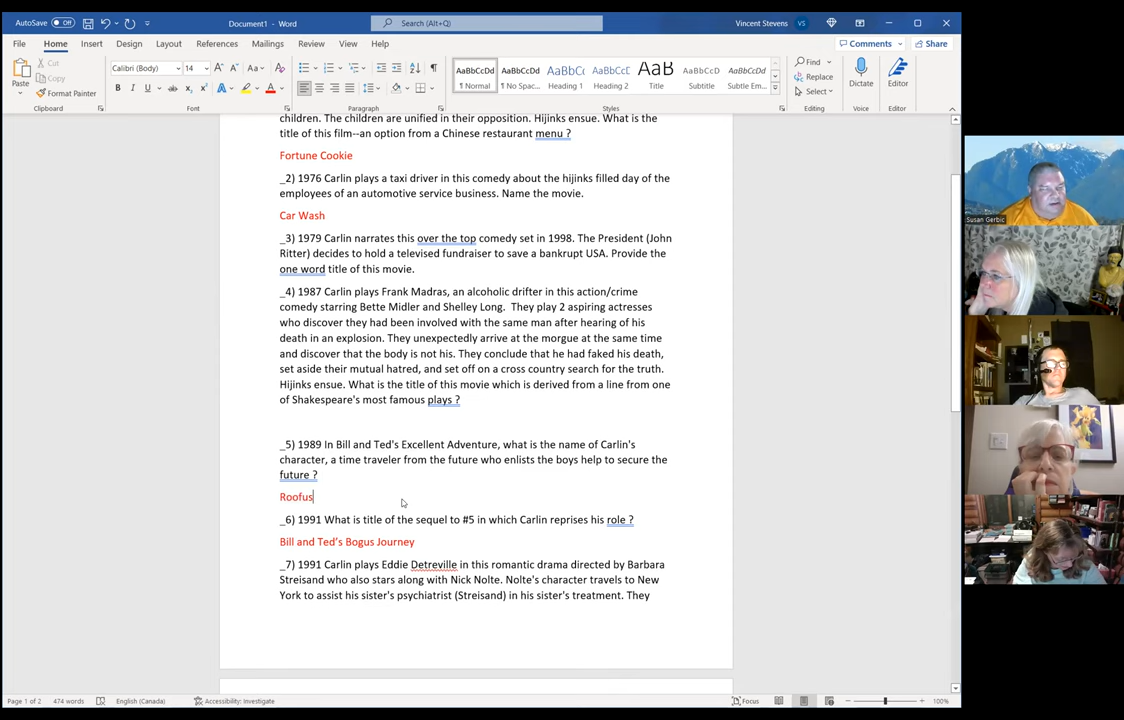 AutoSave Off Document1 - Word Search (Alt+Q) Vincent Stevens VS
File Home Insert Design Layout References Mailings Review View Help Comments Share
Paste Cut Copy Format Painter Calibri (Body) 14 AaBbCcDd ¶ Normal AaBbCcDd ¶ No Spac... AaBbCc Heading 1 AaBbCcD Heading 2 AaB Title AaBbCcD Subtitle AaBbCcDd Subtle Em... Find Replace Select Dictate Editor
Clipboard Font Paragraph Styles Editing Voice Editor
children. The children are unified in their opposition. Hijinks ensue. What is the
title of this film--an option from a Chinese restaurant menu ?
Fortune Cookie
_2) 1976 Carlin plays a taxi driver in this comedy about the hijinks filled day of the
employees of an automotive service business. Name the movie.
Car Wash
_3) 1979 Carlin narrates this over the top comedy set in 1998. The President (John
Ritter) decides to hold a televised fundraiser to save a bankrupt USA. Provide the
one word title of this movie.
_4) 1987 Carlin plays Frank Madras, an alcoholic drifter in this action/crime
comedy starring Bette Midler and Shelley Long. They play 2 aspiring actresses
who discover they had been involved with the same man after hearing of his
death in an explosion. They unexpectedly arrive at the morgue at the same time
and discover that the body is not his. They conclude that he had faked his death,
set aside their mutual hatred, and set off on a cross country search for the truth.
Hijinks ensue. What is the title of this movie which is derived from a line from one
of Shakespeare's most famous plays ?
_5) 1989 In Bill and Ted's Excellent Adventure, what is the name of Carlin's
character, a time traveler from the future who enlists the boys help to secure the
future ?
Roofus
_6) 1991 What is title of the sequel to #5 in which Carlin reprises his role ?
Bill and Ted's Bogus Journey
_7) 1991 Carlin plays Eddie Detreville in this romantic drama directed by Barbara
Streisand who also stars along with Nick Nolte. Nolte's character travels to New
York to assist his sister's psychiatrist (Streisand) in his sister's treatment. They
Page 1 of 2 474 words English (Canada) Accessibility: Investigate Focus 100%
Susan Gerbic